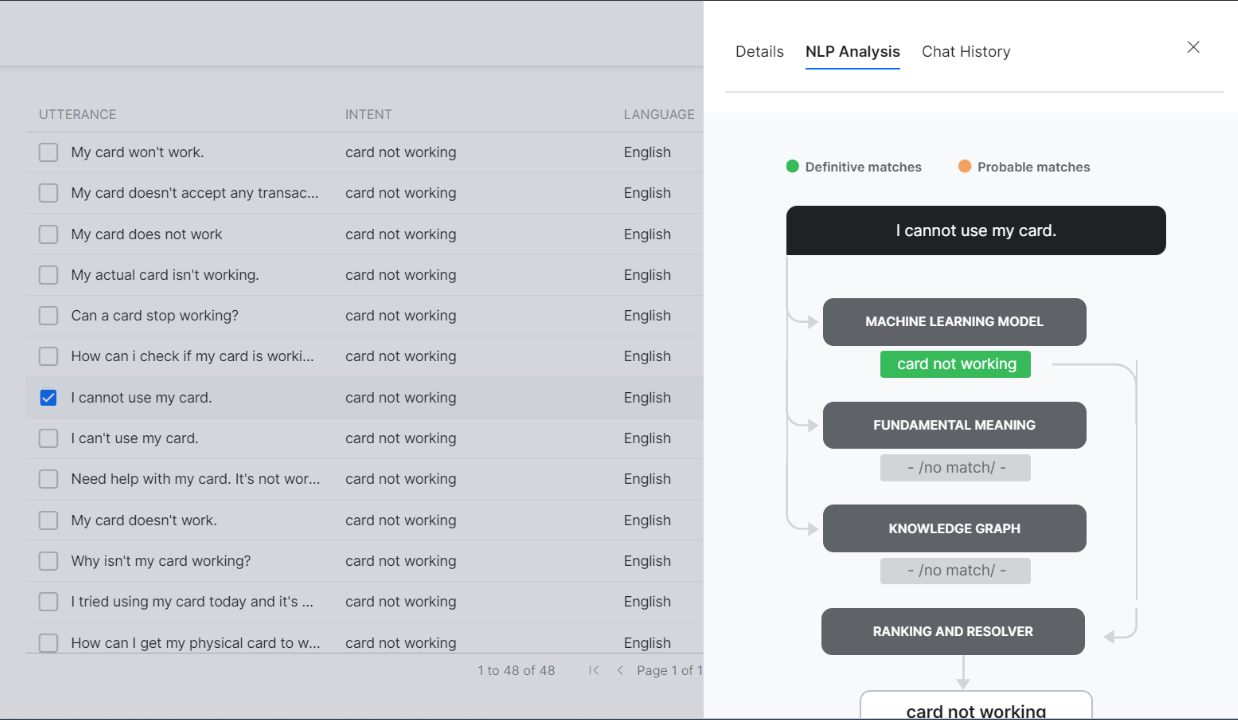 Details NLP Analysis Chat History
UTTERANCE INTENT LANGUAGE
My card won't work. card not working English
My card doesn't accept any transac... card not working English
My card does not work card not working English
My actual card isn't working. card not working English
Can a card stop working? card not working English
How can i check if my card is worki... card not working English
I cannot use my card. card not working English
I can't use my card. card not working English
Need help with my card. It's not wor... card not working English
My card doesn't work. card not working English
Why isn't my card working? card not working English
I tried using my card today and it's ... card not working English
How can I get my physical card to w... card not working English
1 to 48 of 48 Page 1 of 1
Definitive matches Probable matches
I cannot use my card.
MACHINE LEARNING MODEL
card not working
FUNDAMENTAL MEANING
- /no match/ -
KNOWLEDGE GRAPH
- /no match/ -
RANKING AND RESOLVER
card not working